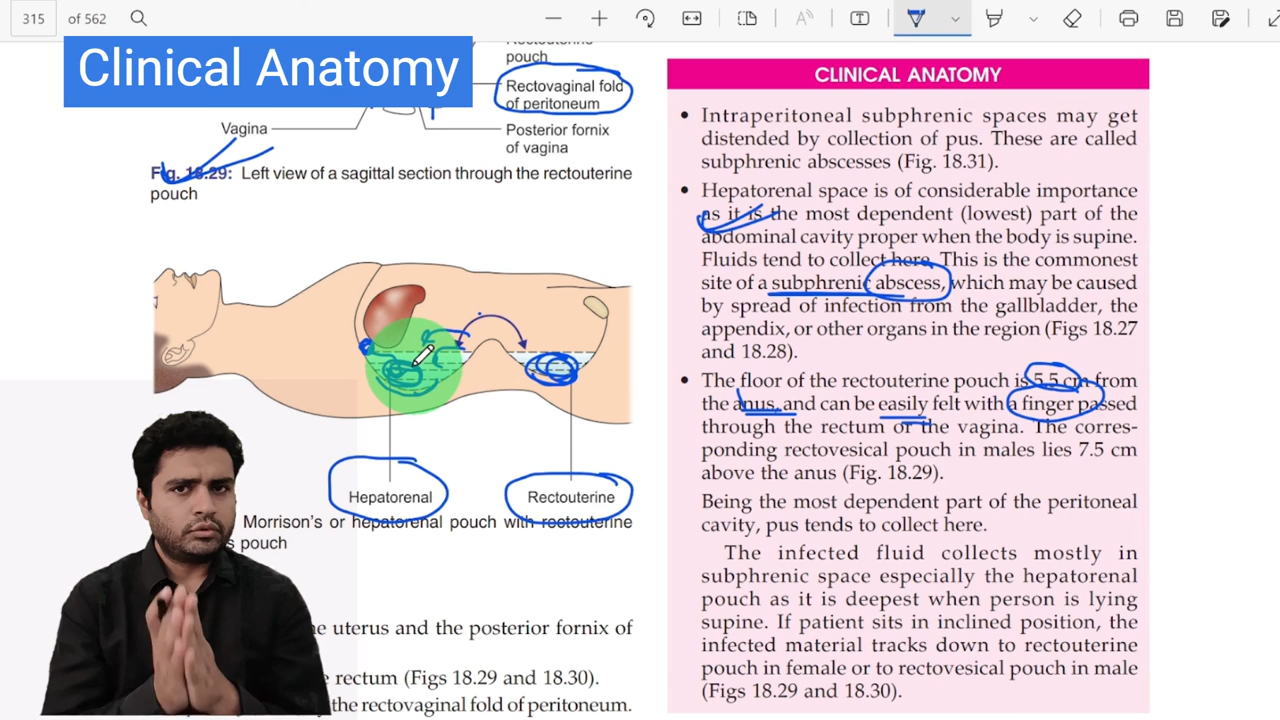 315 of 562
Clinical Anatomy
Rectouterine
pouch
Rectovaginal fold
of peritoneum
Vagina
Posterior fornix
of vagina
Fig. 18.29: Left view of a sagittal section through the rectouterine
pouch
Hepatorenal
Rectouterine
Morrison's or hepatorenal pouch with rectouterine
s pouch
uterus and the posterior fornix of
rectum (Figs 18.29 and 18.30).
the rectovaginal fold of peritoneum.
CLINICAL ANATOMY
• Intraperitoneal subphrenic spaces may get
distended by collection of pus. These are called
subphrenic abscesses (Fig. 18.31).
• Hepatorenal space is of considerable importance
as it is the most dependent (lowest) part of the
abdominal cavity proper when the body is supine.
Fluids tend to collect here. This is the commonest
site of a subphrenic abscess, which may be caused
by spread of infection from the gallbladder, the
appendix, or other organs in the region (Figs 18.27
and 18.28).
• The floor of the rectouterine pouch is 5.5 cm from
the anus, and can be easily felt with a finger passed
through the rectum or the vagina. The corres-
ponding rectovesical pouch in males lies 7.5 cm
above the anus (Fig. 18.29).
Being the most dependent part of the peritoneal
cavity, pus tends to collect here.
The infected fluid collects mostly in
subphrenic space especially the hepatorenal
pouch as it is deepest when person is lying
supine. If patient sits in inclined position, the
infected material tracks down to rectouterine
pouch in female or to rectovesical pouch in male
(Figs 18.29 and 18.30).